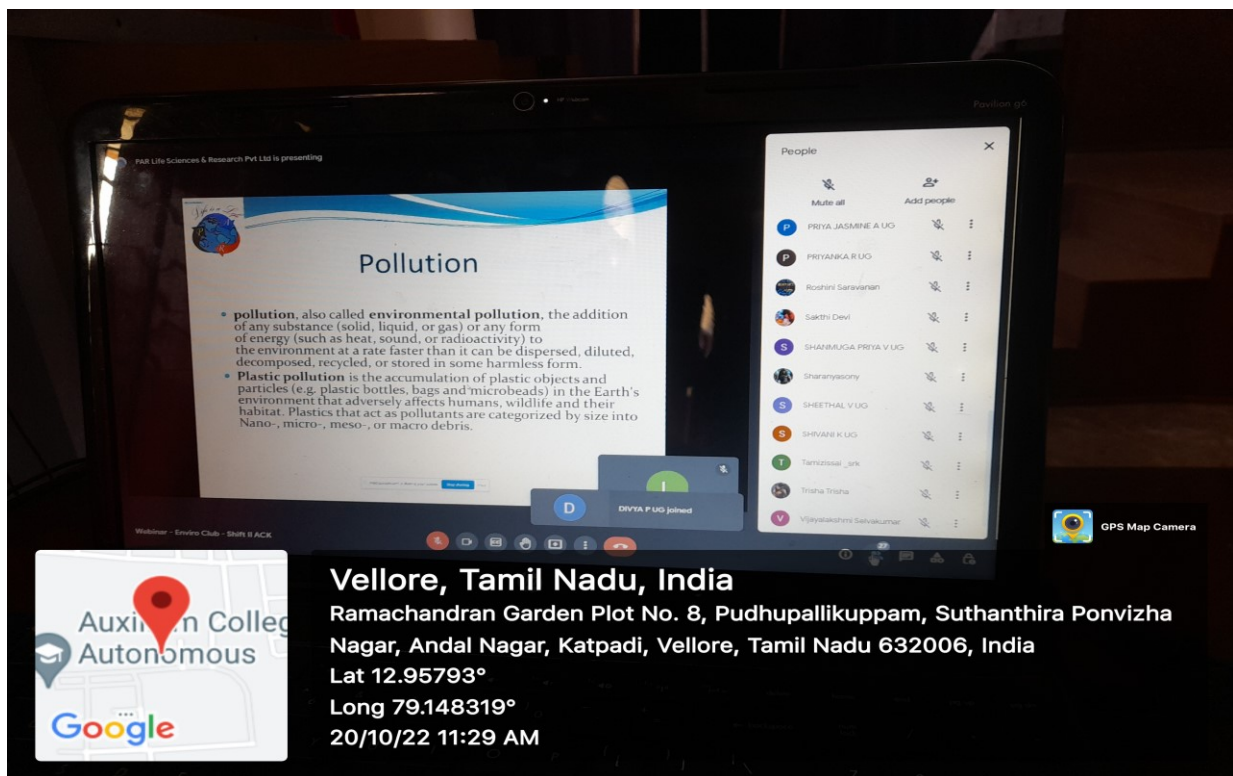 Pavilion g6
PAR Life Sciences & Research Pvt Ltd is presenting
Pollution
• pollution, also called environmental pollution, the addition
of any substance (solid, liquid, or gas) or any form
of energy (such as heat, sound, or radioactivity) to
the environment at a rate faster than it can be dispersed, diluted,
decomposed, recycled, or stored in some harmless form.
• Plastic pollution is the accumulation of plastic objects and
particles (e.g. plastic bottles, bags and microbeads) in the Earth's
environment that adversely affects humans, wildlife and their
habitat. Plastics that act as pollutants are categorized by size into
Nano-, micro-, meso-, or macro debris.
People
Mute all
Add people
P PRIYA JASMINE A UG
P PRIYANKA R UG
Roshini Saravanan
Sakthi Devi
S SHANMUGA PRIYA V UG
Sharanyasony
S SHEETHAL V UG
S SHIVANI K UG
T Tamizissai _srk
Trisha Trisha
V Vijayalakshmi Selvakumar
L
D DIVYA P UG joined
Webinar - Enviro Club - Shift II ACK
27
GPS Map Camera
Auxi n Colleg
Autonomous
Google
Vellore, Tamil Nadu, India
Ramachandran Garden Plot No. 8, Pudhupallikuppam, Suthanthira Ponvizha
Nagar, Andal Nagar, Katpadi, Vellore, Tamil Nadu 632006, India
Lat 12.95793°
Long 79.148319°
20/10/22 11:29 AM